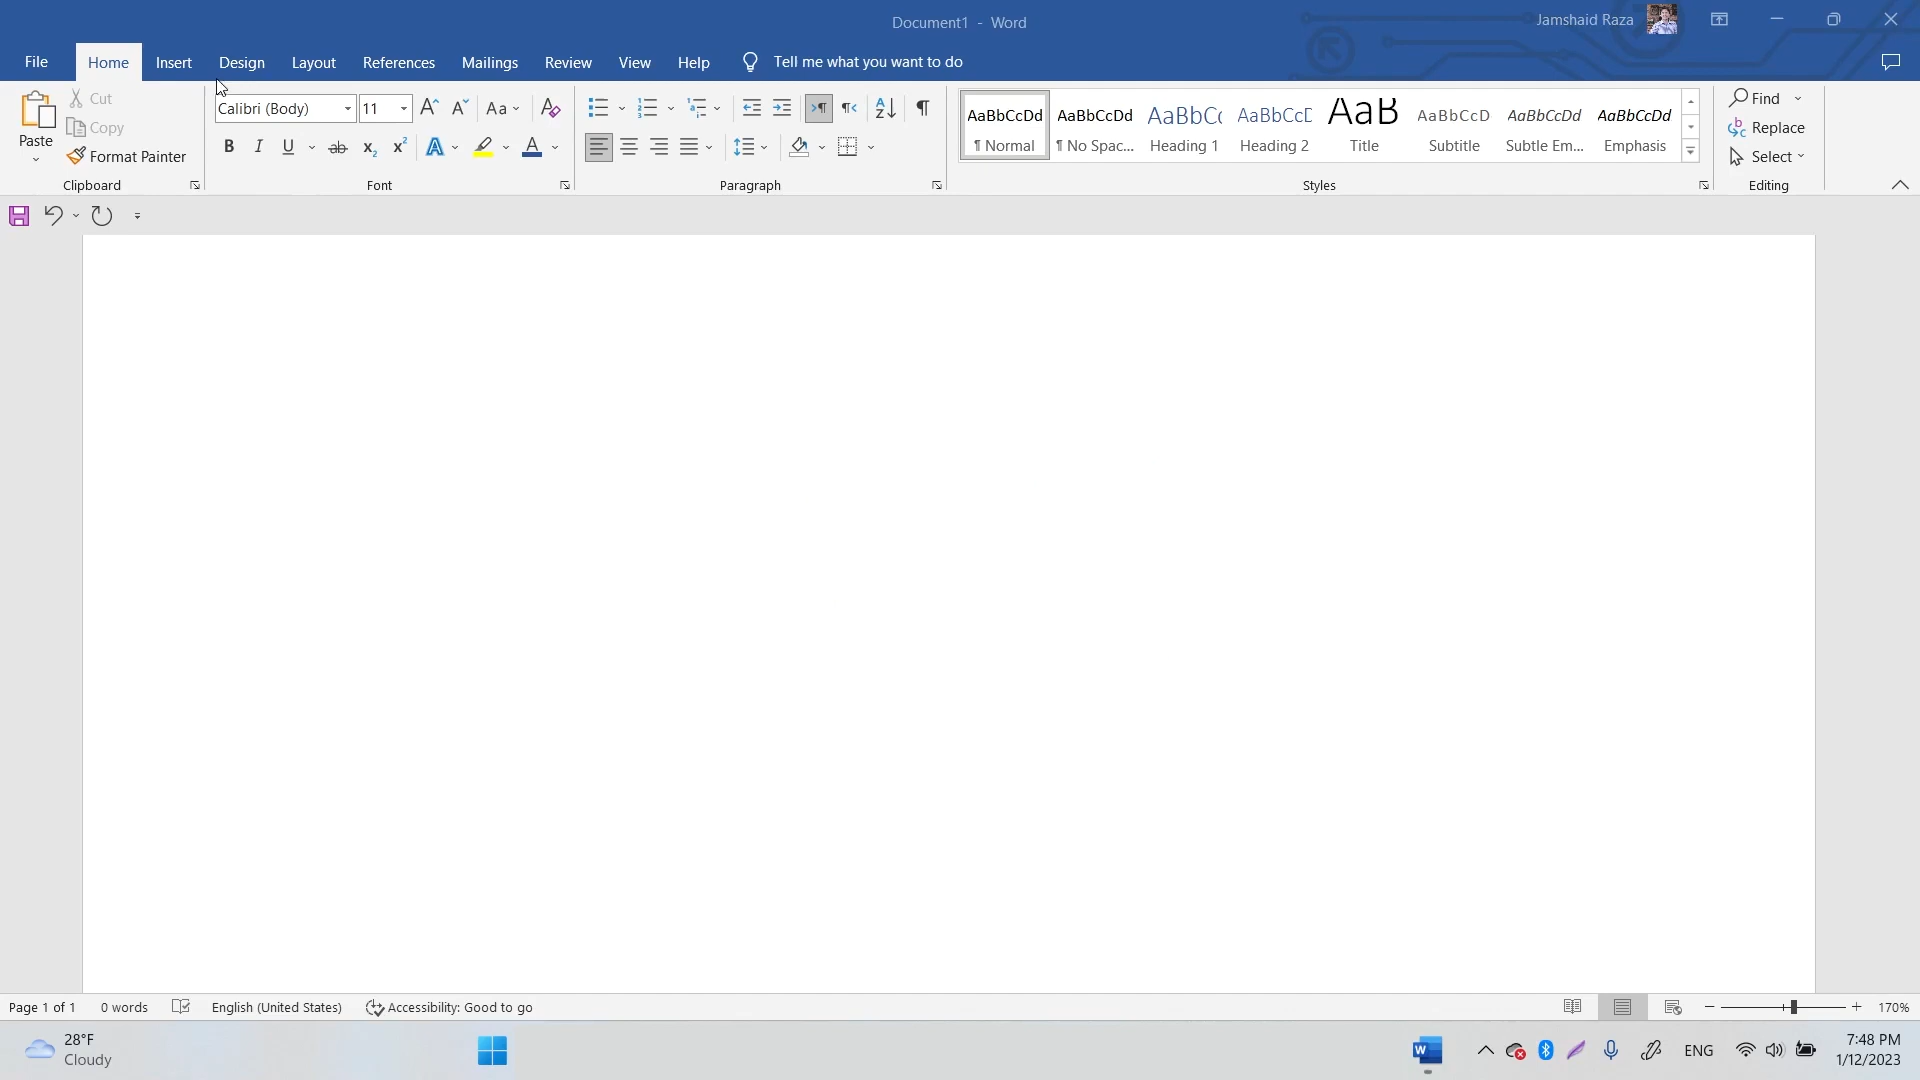 Document1 - Word
Jamshaid Raza
File Home Insert Design Layout References Mailings Review View Help Tell me what you want to do
Paste
Cut
Copy
Format Painter
Clipboard
Calibri (Body) 11
Aa
B I U ab x₂ x² A A
Font
Paragraph
AaBbCcDd
¶ Normal
AaBbCcDd
¶ No Spac...
AaBbCc
Heading 1
AaBbCcD
Heading 2
AaB
Title
AaBbCcD
Subtitle
AaBbCcDd
Subtle Em...
AaBbCcDd
Emphasis
Styles
Find
Replace
Select
Editing
Page 1 of 1 0 words English (United States) Accessibility: Good to go 170%
28°F
Cloudy
ENG
7:48 PM
1/12/2023